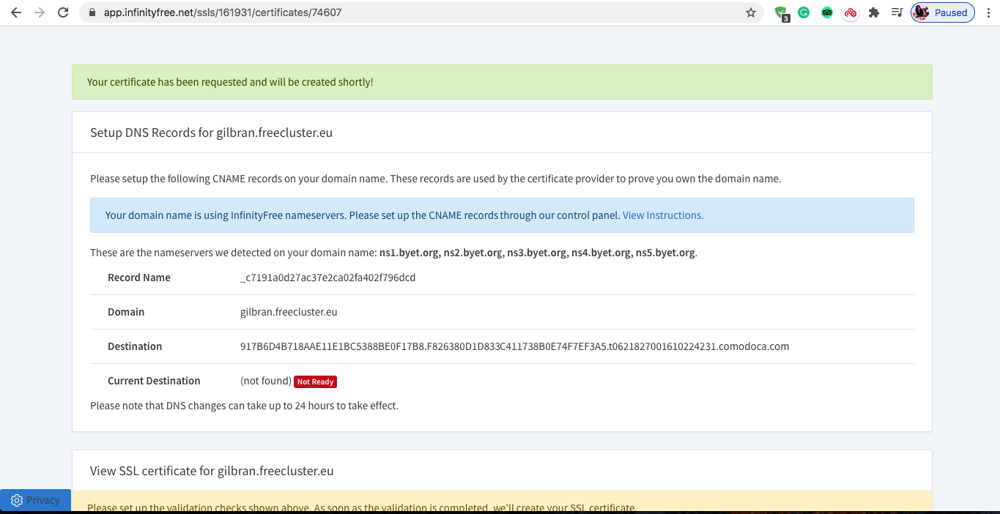 app.infinityfree.net/ssls/161931/certificates/74607
3
Paused
Your certificate has been requested and will be created shortly!
Setup DNS Records for gilbran.freecluster.eu
Please setup the following CNAME records on your domain name. These records are used by the certificate provider to prove you own the domain name.
Your domain name is using InfinityFree nameservers. Please set up the CNAME records through our control panel. View Instructions.
These are the nameservers we detected on your domain name: ns1.byet.org, ns2.byet.org, ns3.byet.org, ns4.byet.org, ns5.byet.org.
Record Name _c7191a0d27ac37e2ca02fa402f796dcd
Domain gilbran.freecluster.eu
Destination 917B6D4B718AAE11E1BC5388BE0F17B8.F826380D1D833C411738B0E74F7EF3A5.t0621827001610224231.comodoca.com
Current Destination (not found) Not Ready
Please note that DNS changes can take up to 24 hours to take effect.
View SSL certificate for gilbran.freecluster.eu
Privacy
Please set up the validation checks shown above. As soon as the validation is completed, we'll create your SSL certificate.